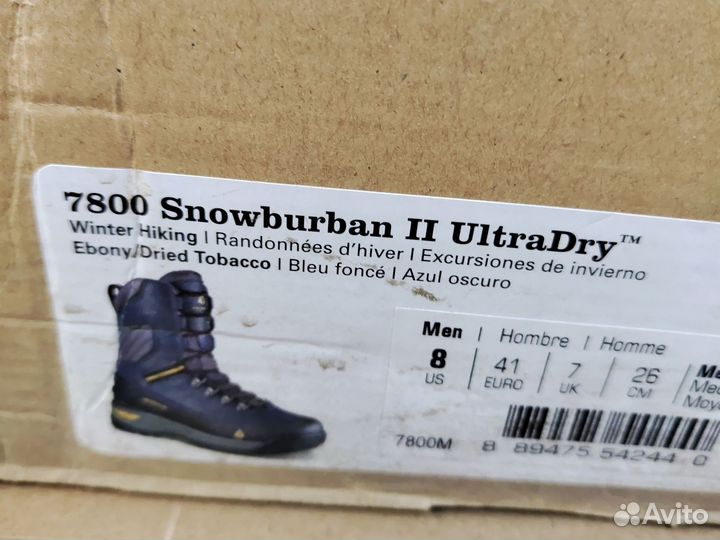 7800 Snowburban II UltraDry™
Winter Hiking | Randonnées d'hiver | Excursiones de invierno
Ebony/Dried Tobacco | Bleu foncé | Azul oscuro
Men | Hombre | Homme
8 41 7 26
US EURO UK CM
7800M 8 89475 54244 0
Avito